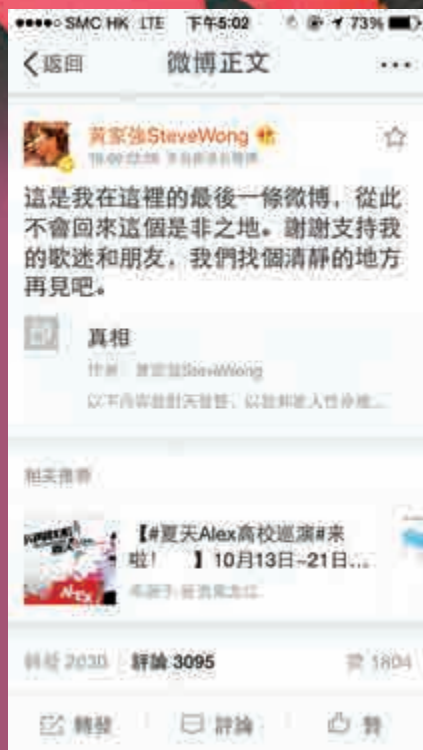 SMC HK LTE 下午5:02 73%
返回 微博正文
黃家強SteveWong
這是我在這裡的最後一條微博，從此
不會回來這個是非之地。謝謝支持我
的歌迷和朋友，我們找個清靜的地方
再見吧。
真相
作者：黃家強SteveWong
相关推荐
【#夏天Alex高校巡演#来
啦！ 】10月13日~21日...
ALEX
轉發 2030 評論 3095 贊 1804
轉發 評論 贊